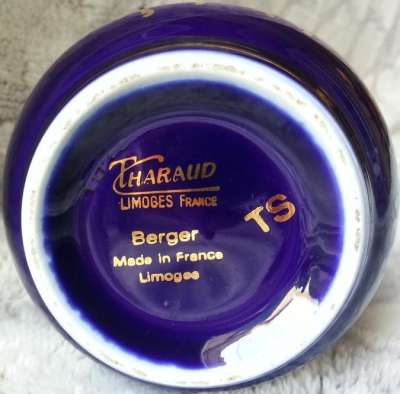 THARAUD
LIMOGES FRANCE
TS
Berger
Made in France
Limoges